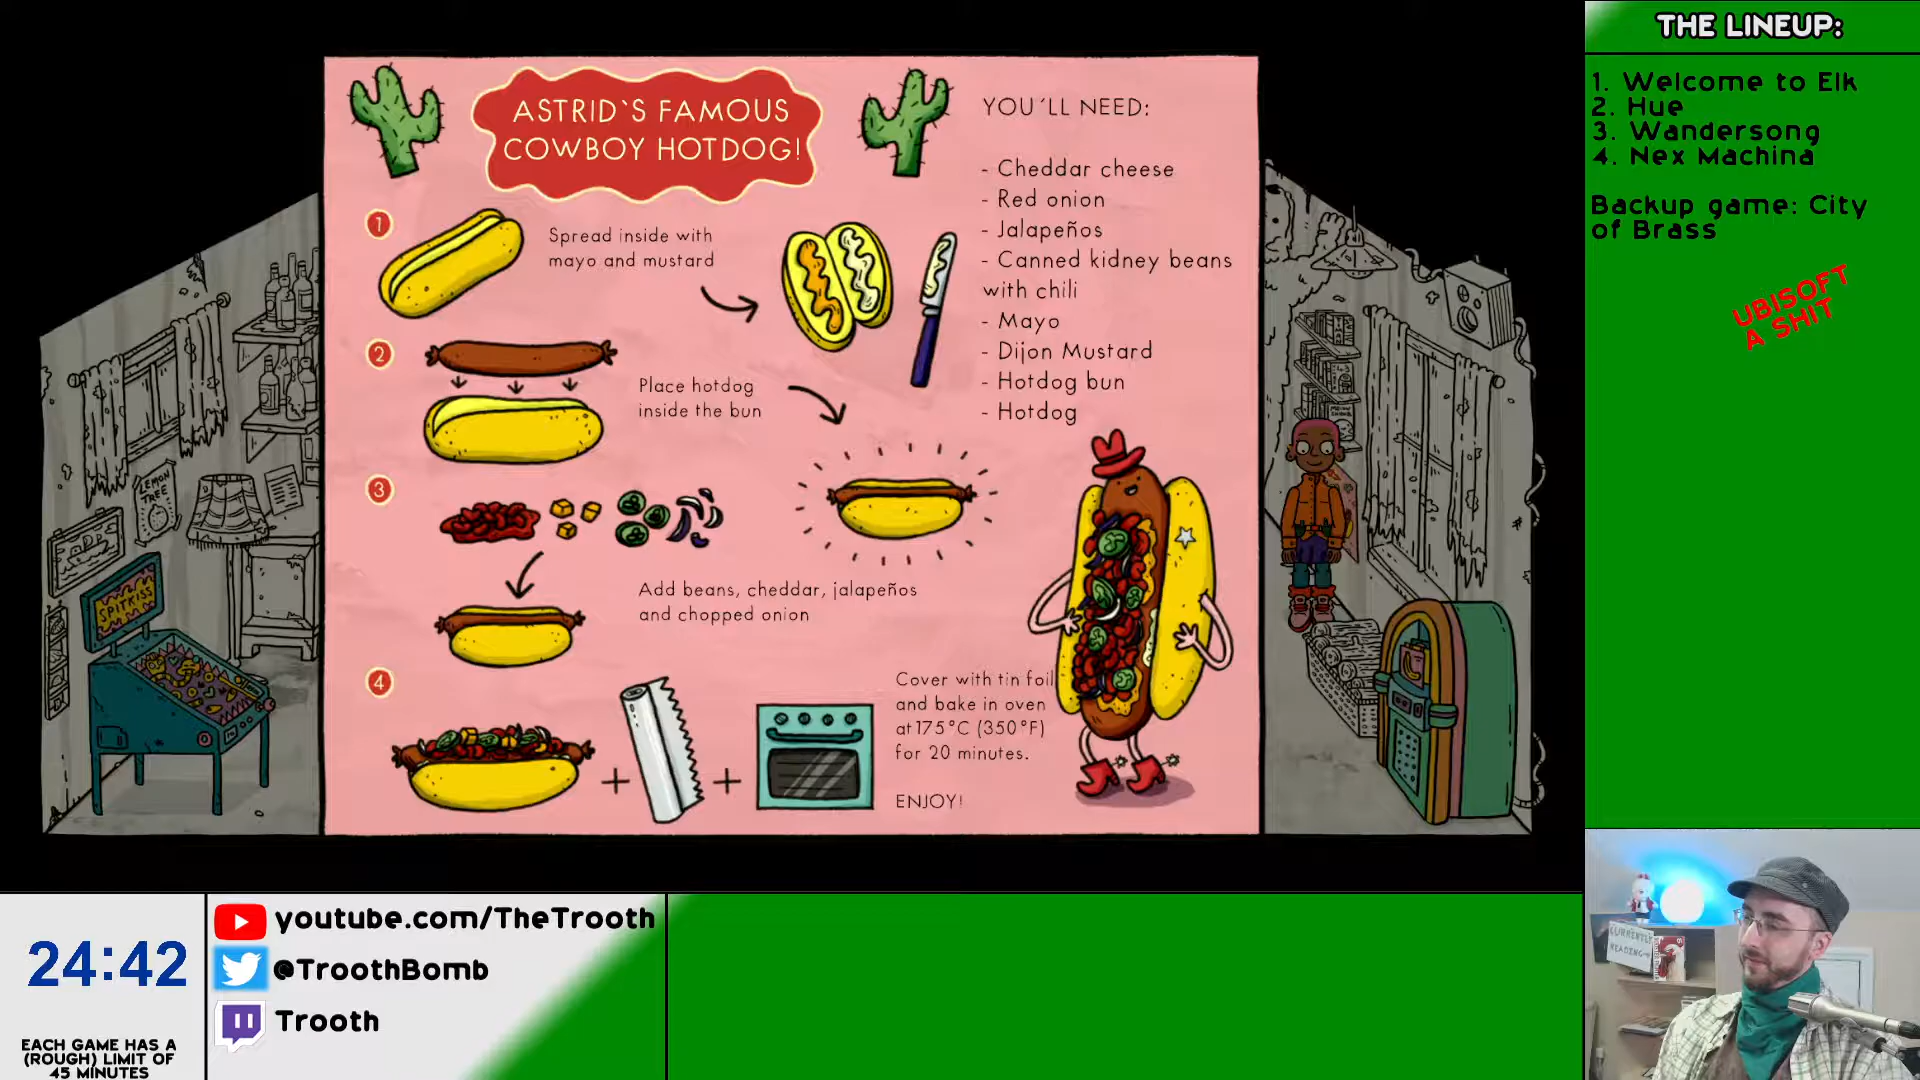 ASTRID`S FAMOUS
COWBOY HOTDOG!
YOU´LL NEED:
- Cheddar cheese
- Red onion
- Jalapeños
- Canned kidney beans
with chili
- Mayo
- Dijon Mustard
- Hotdog bun
- Hotdog
1
Spread inside with
mayo and mustard
2
Place hotdog
inside the bun
3
Add beans, cheddar, jalapeños
and chopped onion
4
Cover with tin foil
and bake in oven
at 175°C (350°F)
for 20 minutes.
ENJOY!
LEMON
TREE
SPITKISS
THE LINEUP:
1. Welcome to Elk
2. Hue
3. Wandersong
4. Nex Machina
Backup game: City
of Brass
UBISOFT
A SHIT
24:42
EACH GAME HAS A
(ROUGH) LIMIT OF
45 MINUTES
youtube.com/TheTrooth
@TroothBomb
Trooth
CURRENTLY
READING